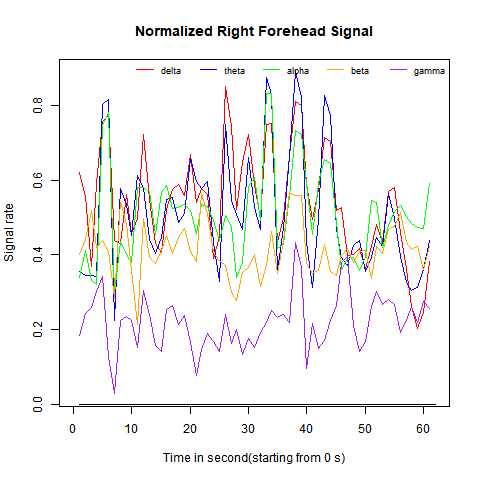 Normalized Right Forehead Signal
delta theta alpha beta gamma
Signal rate
0.0 0.2 0.4 0.6 0.8
0 10 20 30 40 50 60
Time in second(starting from 0 s)